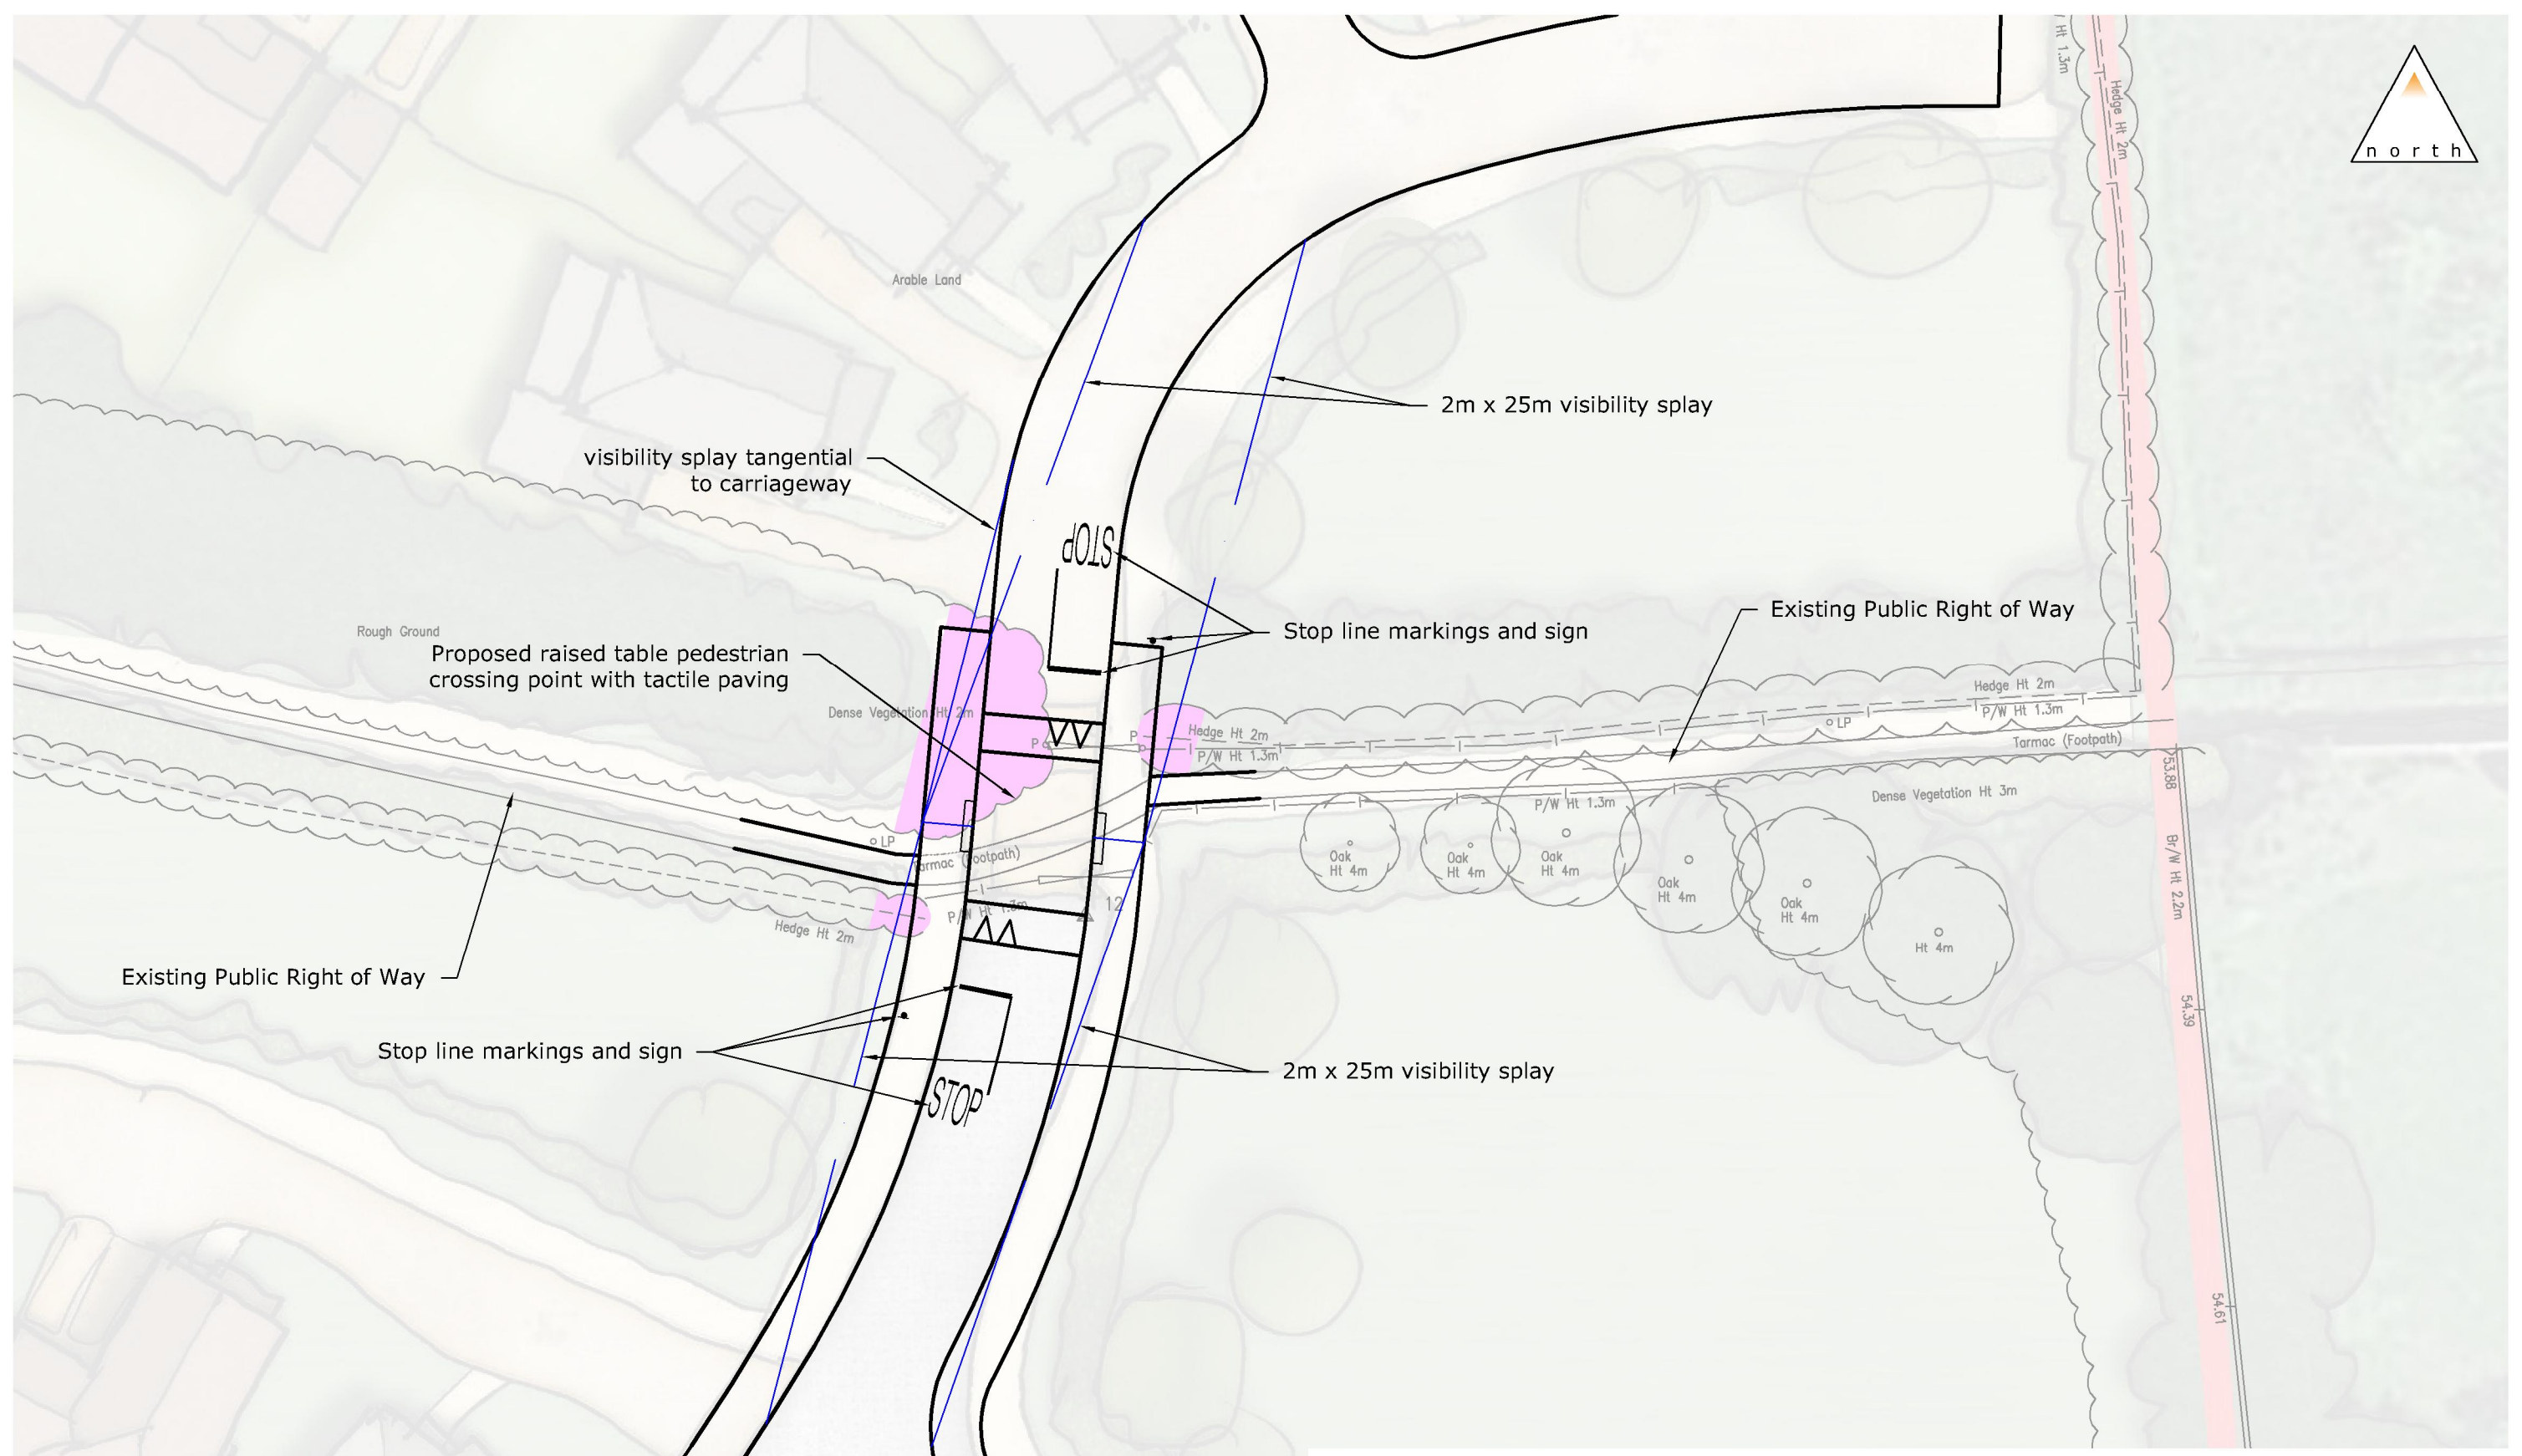 / Ht 1.3m
Hedge Ht 2m
north
Arable Land
2m x 25m visibility splay
visibility splay tangential
to carriageway
STOP
Existing Public Right of Way
Rough Ground
Stop line markings and sign
Proposed raised table pedestrian
crossing point with tactile paving
Hedge Ht 2m
P/W Ht 1.3m
LP
Dense Vegetation Ht 2m
P
P
Hedge Ht 2m
P/W Ht 1.3m
Tarmac (Footpath)
53.88
Dense Vegetation Ht 3m
P/W Ht 1.3m
LP
Tarmac (Footpath)
Oak
Ht 4m
Oak
Ht 4m
Oak
Ht 4m
Oak
Ht 4m
Oak
Ht 4m
Ht 4m
Br/W Ht 2.2m
P/W Ht 1.3m
12
Hedge Ht 2m
Existing Public Right of Way
54.39
Stop line markings and sign
2m x 25m visibility splay
STOP
54.61